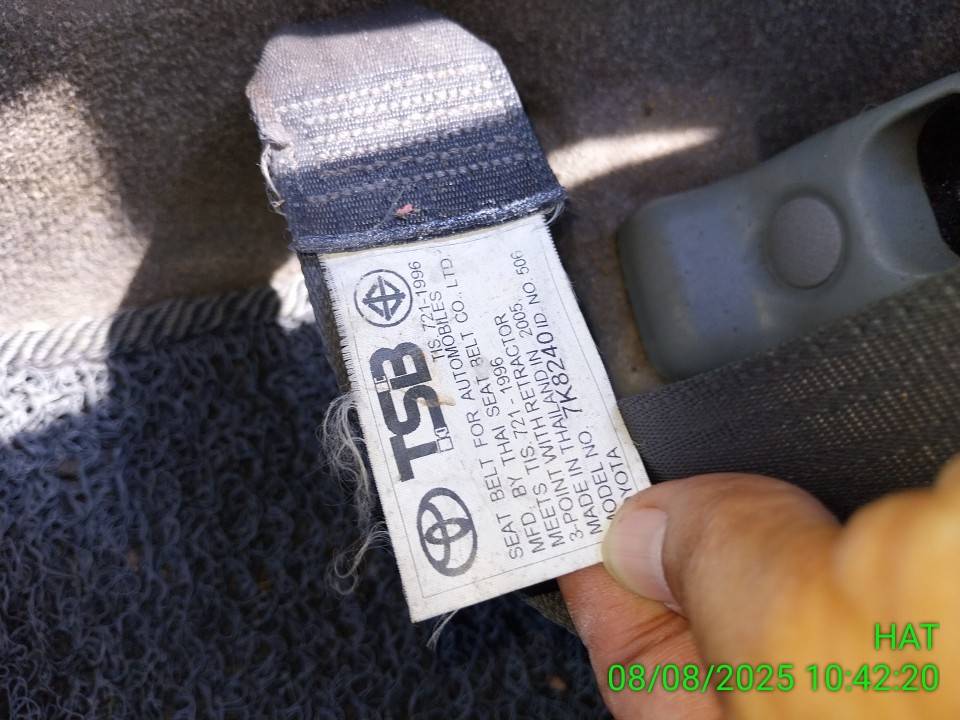 TIS. 721-1996
TSB
SEAT BELT FOR AUTOMOBILES
MFD. BY THAI SEAT BELT CO. LTD.
MEETS TIS. 721 - 1996
3-POINT WITH RETRACTOR
MADE IN THAILAND IN 2005.
MODEL NO 7K8240 ID NO. 506
TOYOTA
HAT
08/08/2025 10:42:20